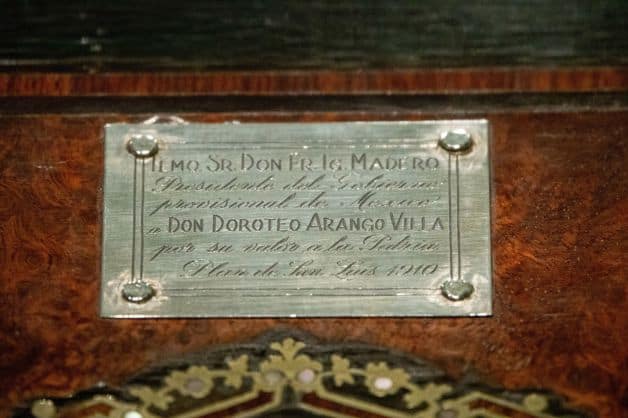 ILMO. SR. DON FR. IG. MADERO
Presidente del Gobierno
provisional de Mexico
a DON DOROTEO ARANGO VILLA
por su valor a la Patria
Plan de San Luis 1910